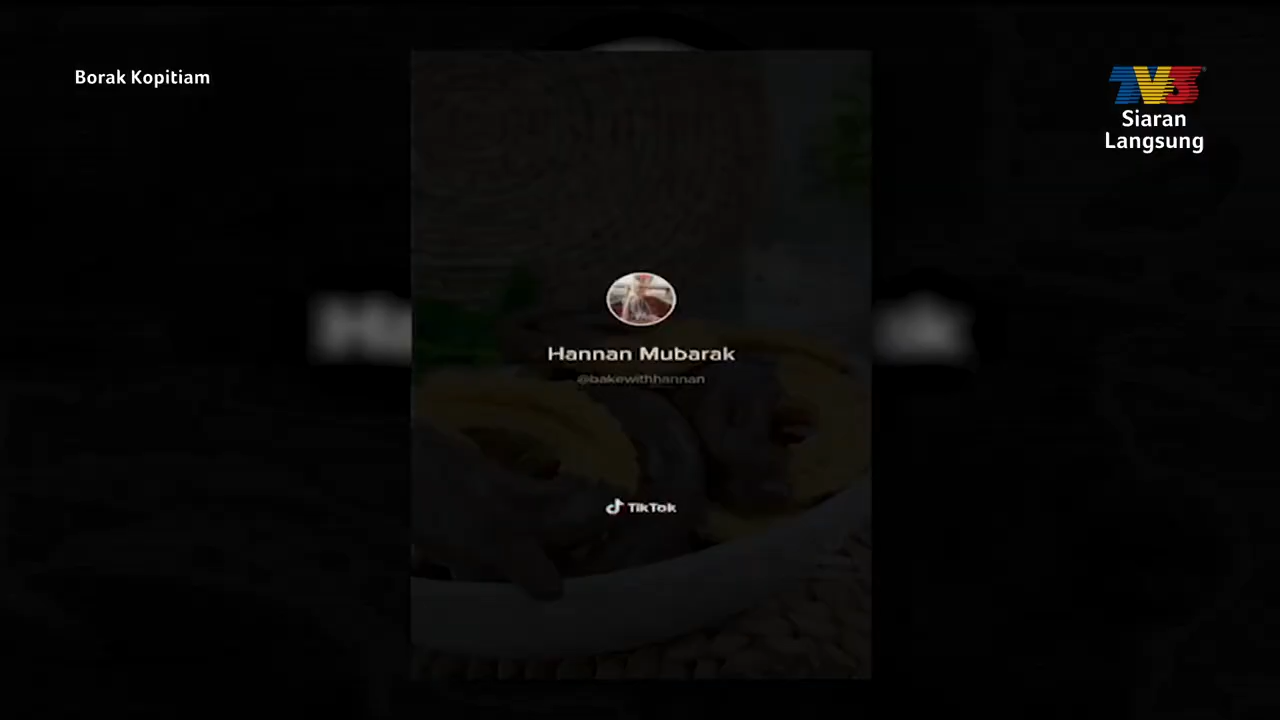 Borak Kopitiam
TV3
Siaran
Langsung
Hannan Mubarak
@bakewithhannan
TikTok